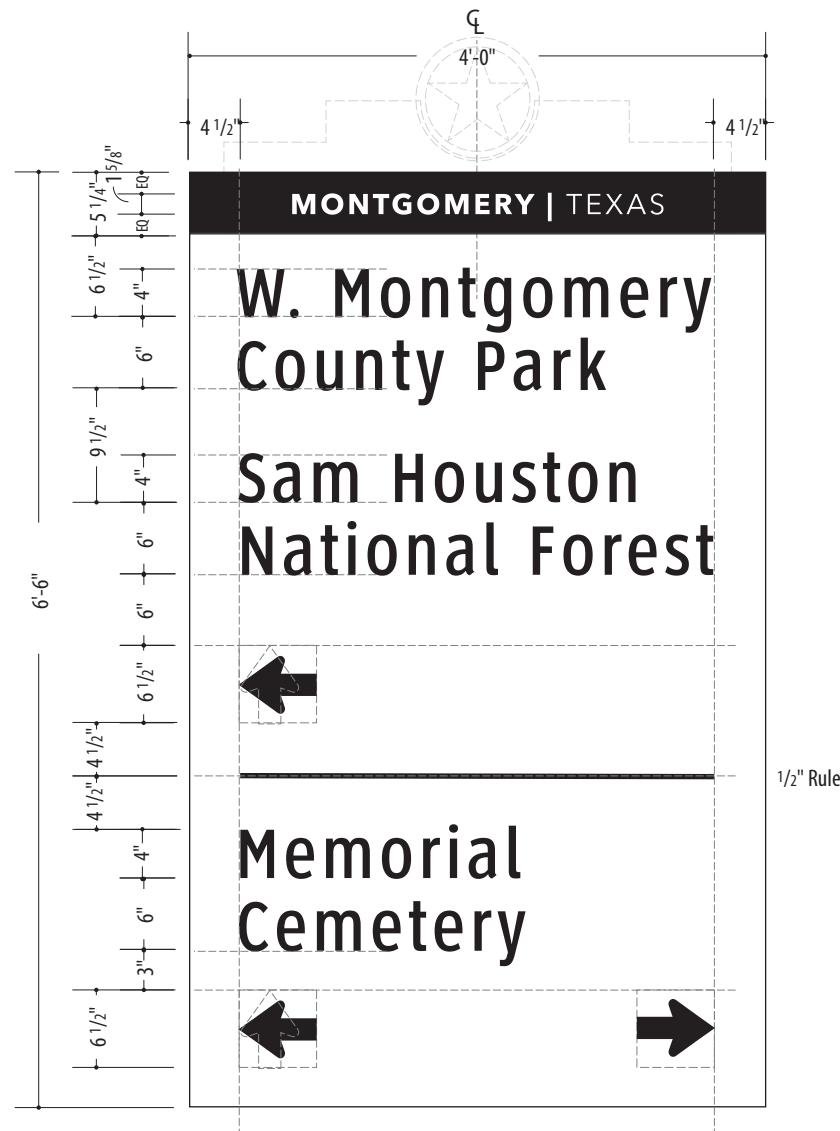 ℄
4'-0"
4 1/2"
4 1/2"
1 5/8"
EQ
5 1/4"
EQ
MONTGOMERY | TEXAS
6 1/2"
4"
W. Montgomery
6"
County Park
9 1/2"
4"
Sam Houston
6"
National Forest
6'-6"
6"
6 1/2"
4 1/2"
1/2" Rule
4 1/2"
4"
Memorial
6"
Cemetery
3"
6 1/2"